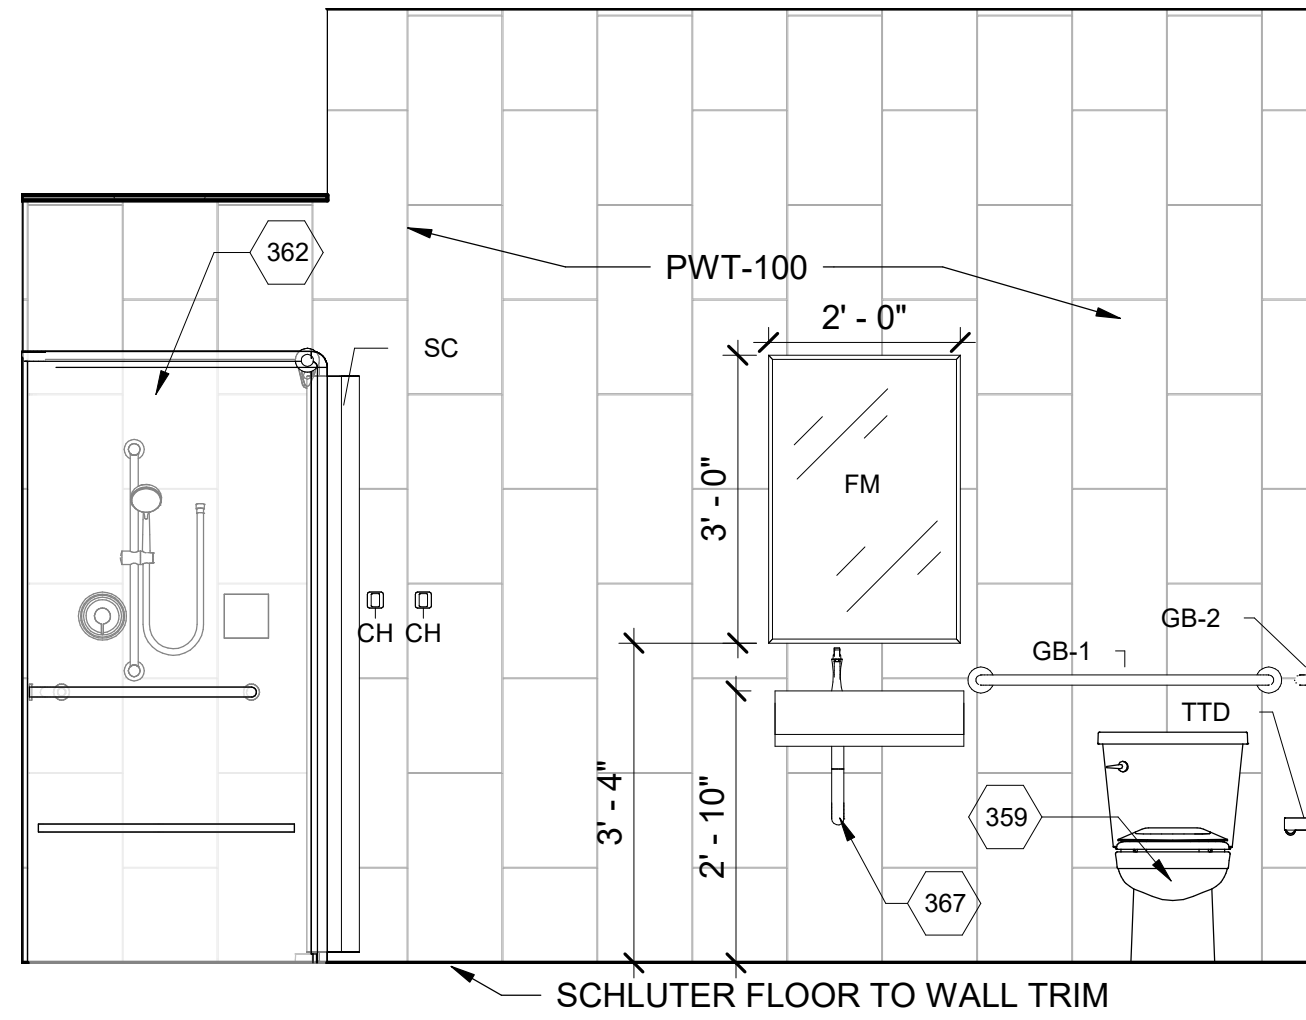 362
PWT-100
2' - 0"
SC
3' - 0"
FM
CH CH
GB-2
GB-1
TTD
3' - 4"
2' - 10"
359
367
SCHLUTER FLOOR TO WALL TRIM